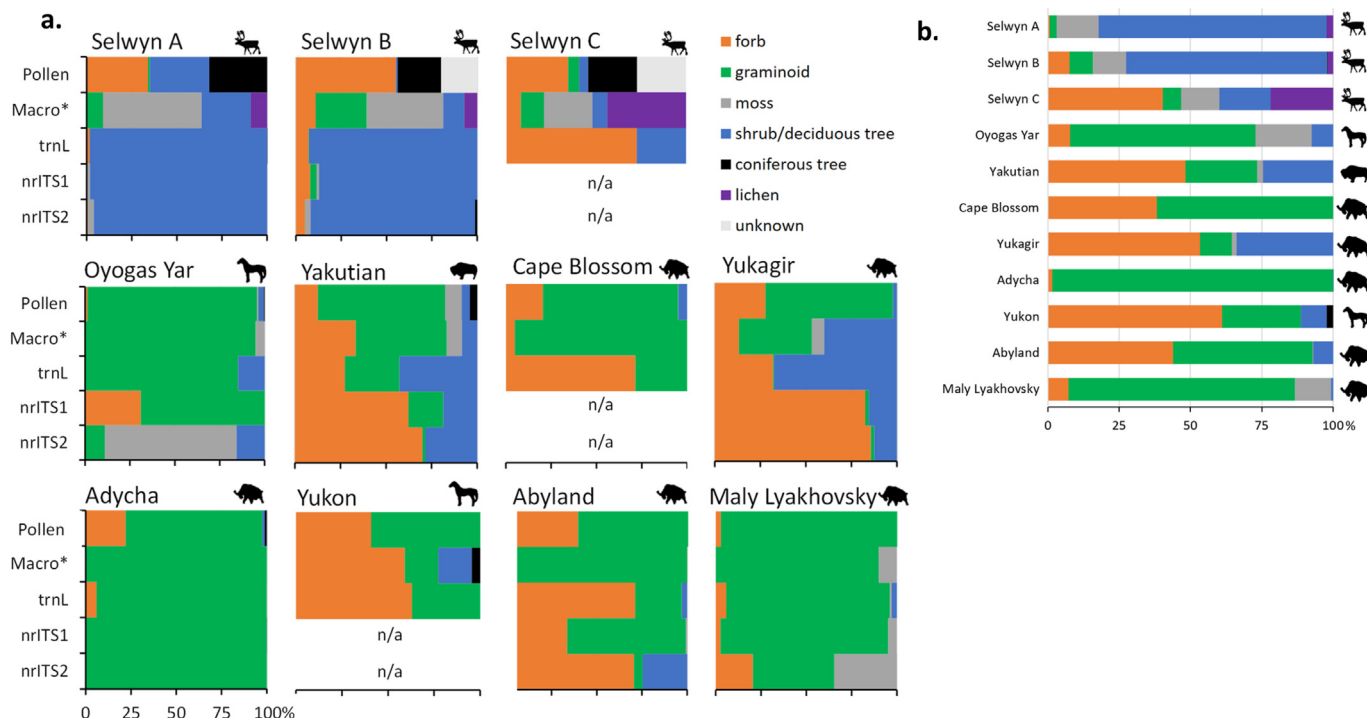 a.
Selwyn A
Selwyn B
Selwyn C
Pollen
Macro*
trnL
nrITS1
nrITS2
n/a
n/a
forb
graminoid
moss
shrub/deciduous tree
coniferous tree
lichen
unknown
Oyogas Yar
Yakutian
Cape Blossom
Yukagir
Pollen
Macro*
trnL
nrITS1
nrITS2
n/a
n/a
Adycha
Yukon
Abyland
Maly Lyakhovsky
Pollen
Macro*
trnL
nrITS1
nrITS2
n/a
n/a
0 25 50 75 100%
b.
Selwyn A
Selwyn B
Selwyn C
Oyogas Yar
Yakutian
Cape Blossom
Yukagir
Adycha
Yukon
Abyland
Maly Lyakhovsky
0 25 50 75 100%